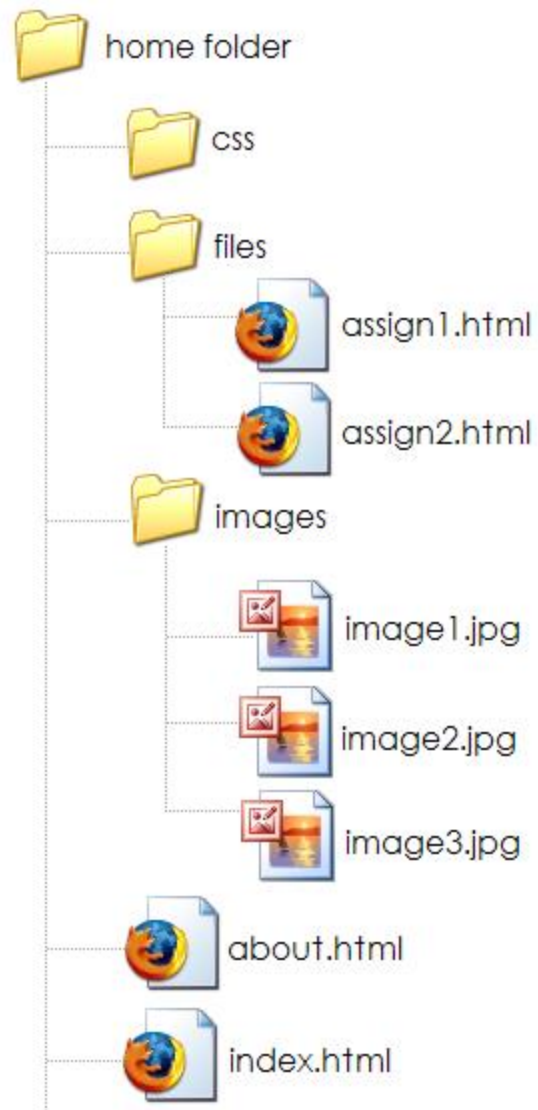 home folder
css
files
assign1.html
assign2.html
images
image1.jpg
image2.jpg
image3.jpg
about.html
index.html